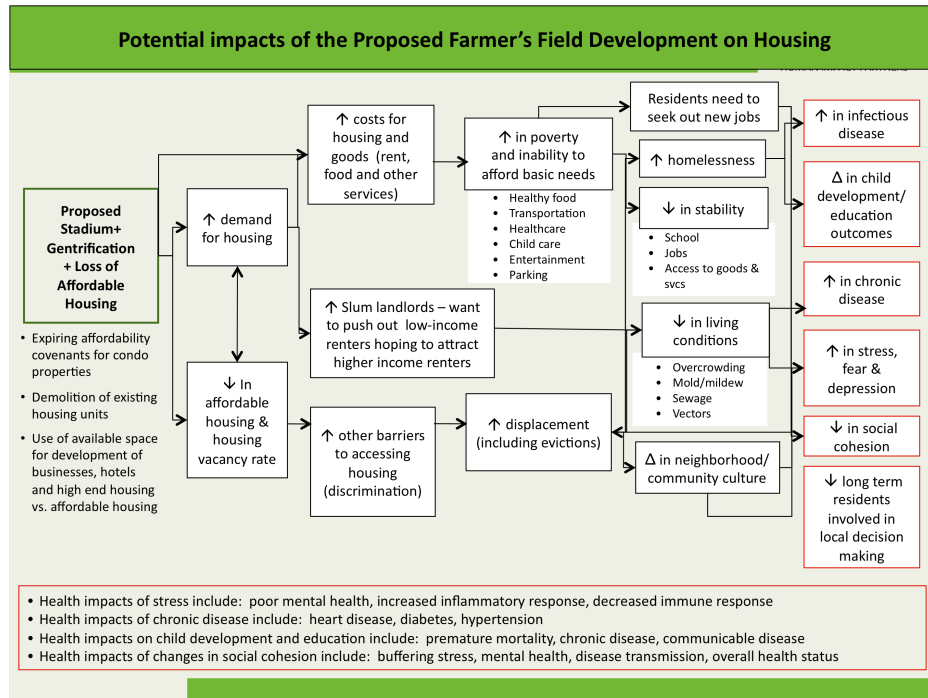 Potential impacts of the Proposed Farmer's Field Development on Housing
Proposed
Stadium+
Gentrification
+ Loss of
Affordable
Housing
• Expiring affordability
covenants for condo
properties
• Demolition of existing
housing units
• Use of available space
for development of
businesses, hotels
and high end housing
vs. affordable housing
↑ demand
for housing
↓ In
affordable
housing &
housing
vacancy rate
↑ costs for
housing and
goods (rent,
food and other
services)
↑ Slum landlords – want
to push out low-income
renters hoping to attract
higher income renters
↑ other barriers
to accessing
housing
(discrimination)
↑ in poverty
and inability to
afford basic needs
• Healthy food
• Transportation
• Healthcare
• Child care
• Entertainment
• Parking
↑ displacement
(including evictions)
Residents need to
seek out new jobs
↑ homelessness
↓ in stability
• School
• Jobs
• Access to goods &
svcs
↓ in living
conditions
• Overcrowding
• Mold/mildew
• Sewage
• Vectors
Δ in neighborhood/
community culture
↑ in infectious
disease
Δ in child
development/
education
outcomes
↑ in chronic
disease
↑ in stress,
fear &
depression
↓ in social
cohesion
↓ long term
residents
involved in
local decision
making
• Health impacts of stress include: poor mental health, increased inflammatory response, decreased immune response
• Health impacts of chronic disease include: heart disease, diabetes, hypertension
• Health impacts on child development and education include: premature mortality, chronic disease, communicable disease
• Health impacts of changes in social cohesion include: buffering stress, mental health, disease transmission, overall health status